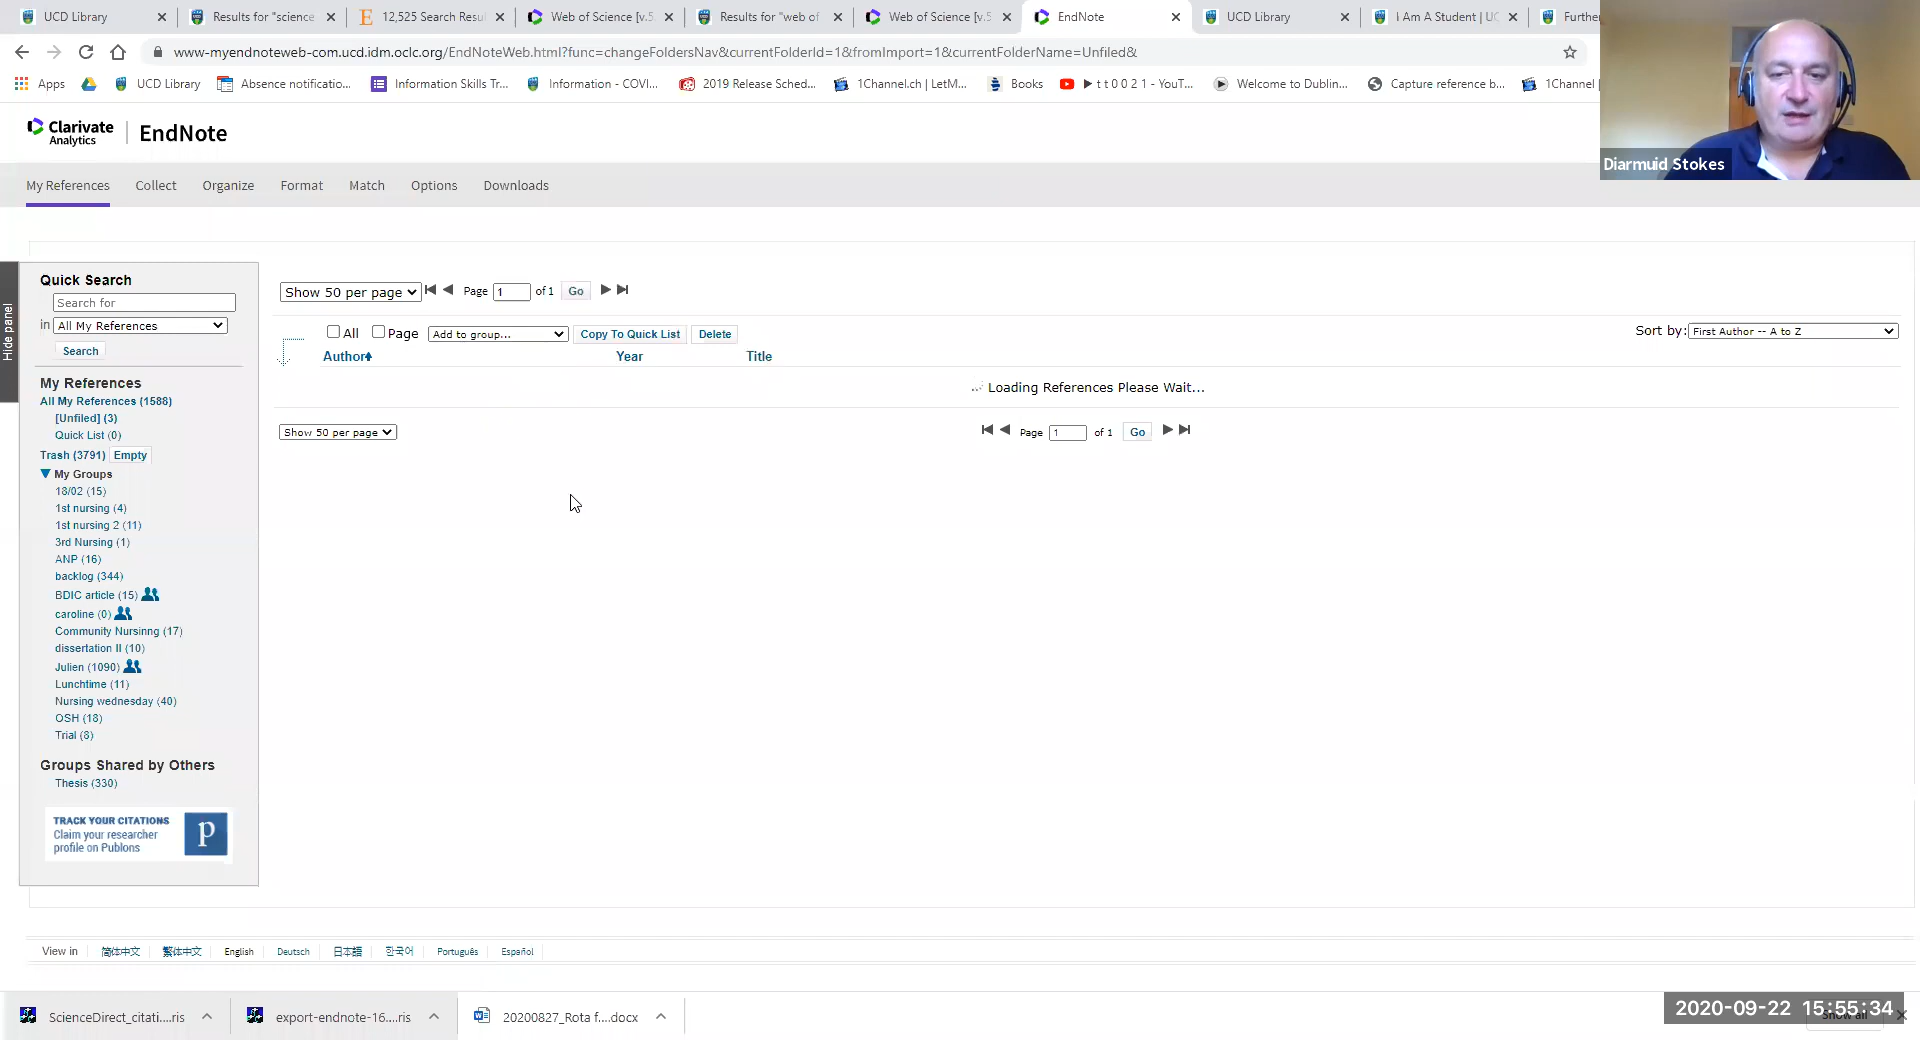 UCD Library
Results for "science
12,525 Search Resu
Web of Science [v.5
Results for "web of
Web of Science [v.5
EndNote
UCD Library
I Am A Student | UC
Further
www-myendnoteweb-com.ucd.idm.oclc.org/EndNoteWeb.html?func=changeFoldersNav&currentFolderId=1&fromImport=1&currentFolderName=Unfiled&
Apps
UCD Library
Absence notificatio...
Information Skills Tr...
Information - COVI...
2019 Release Sched...
1Channel.ch | LetM...
Books
▶ t t 0 0 2 1 - YouT...
Welcome to Dublin...
Capture reference b...
1Channel
Diarmuid Stokes
Clarivate
Analytics
EndNote
My References
Collect
Organize
Format
Match
Options
Downloads
Hide panel
Quick Search
Search for
in All My References
Search
My References
All My References (1588)
[Unfiled] (3)
Quick List (0)
Trash (3791) Empty
My Groups
18/02 (15)
1st nursing (4)
1st nursing 2 (11)
3rd Nursing (1)
ANP (16)
backlog (344)
BDIC article (15)
caroline (0)
Community Nursinng (17)
dissertation II (10)
Julien (1090)
Lunchtime (11)
Nursing wednesday (40)
OSH (18)
Trial (8)
Groups Shared by Others
Thesis (330)
TRACK YOUR CITATIONS
Claim your researcher
profile on Publons
p
Show 50 per page
Page 1 of 1 Go
All Page Add to group... Copy To Quick List Delete
Sort by: First Author -- A to Z
Author Year Title
Loading References Please Wait...
Show 50 per page
Page 1 of 1 Go
View in 简体中文 繁体中文 English Deutsch 日本語 한국어 Português Español
ScienceDirect_citati....ris
export-endnote-16....ris
20200827_Rota f....docx
2020-09-22 15:55:34
Show all